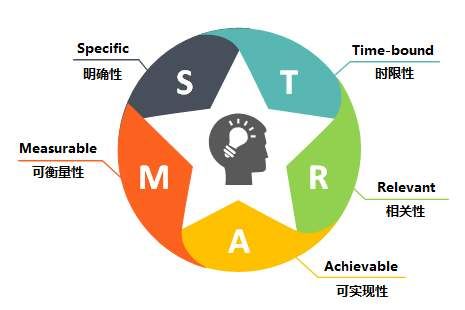 Specific
明确性
Time-bound
时限性
S
T
Measurable
可衡量性
M
R
Relevant
相关性
A
Achievable
可实现性